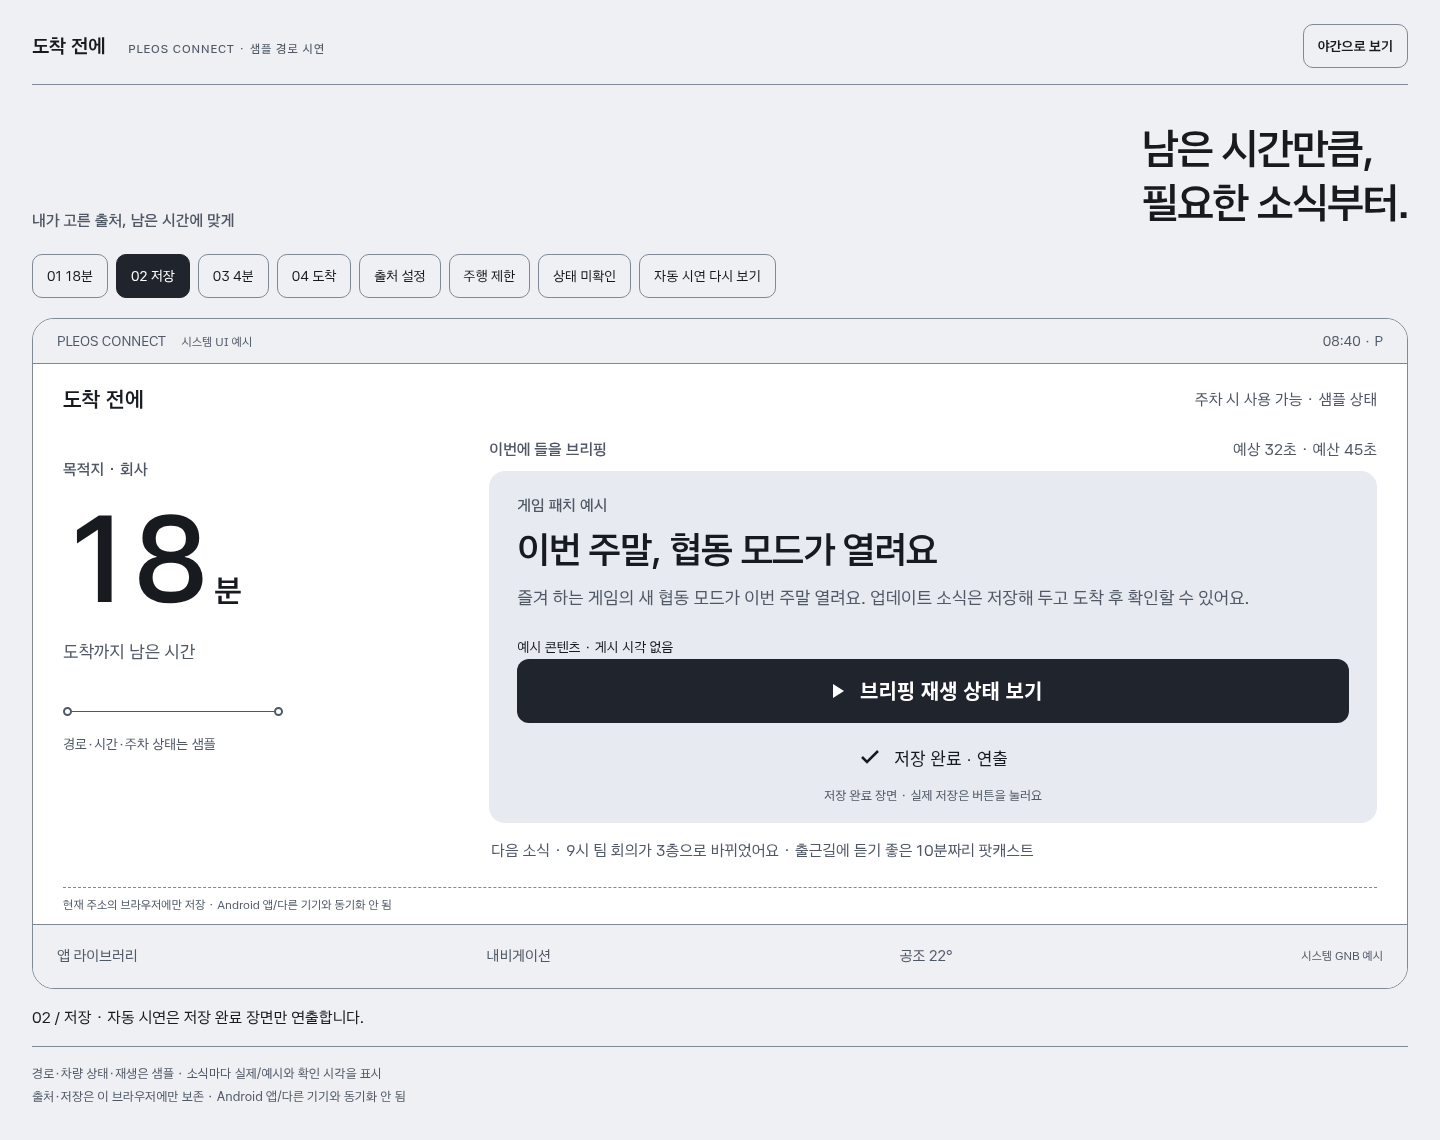 도착 전에
PLEOS CONNECT · 샘플 경로 시연
야간으로 보기
남은 시간만큼,
필요한 소식부터.
내가 고른 출처, 남은 시간에 맞게
01 18분
02 저장
03 4분
04 도착
출처 설정
주행 제한
상태 미확인
자동 시연 다시 보기
PLEOS CONNECT
시스템 UI 예시
08:40 · P
도착 전에
주차 시 사용 가능 · 샘플 상태
목적지 · 회사
18분
도착까지 남은 시간
경로·시간·주차 상태는 샘플
이번에 들을 브리핑
예상 32초 · 예산 45초
게임 패치 예시
이번 주말, 협동 모드가 열려요
즐겨 하는 게임의 새 협동 모드가 이번 주말 열려요. 업데이트 소식은 저장해 두고 도착 후 확인할 수 있어요.
예시 콘텐츠 · 게시 시각 없음
브리핑 재생 상태 보기
저장 완료 · 연출
저장 완료 장면 · 실제 저장은 버튼을 눌러요
다음 소식 · 9시 팀 회의가 3층으로 바뀌었어요 · 출근길에 듣기 좋은 10분짜리 팟캐스트
현재 주소의 브라우저에만 저장 · Android 앱/다른 기기와 동기화 안 됨
앱 라이브러리
내비게이션
공조 22°
시스템 GNB 예시
02 / 저장 · 자동 시연은 저장 완료 장면만 연출합니다.
경로·차량 상태·재생은 샘플 · 소식마다 실제/예시와 확인 시각을 표시
출처·저장은 이 브라우저에만 보존 · Android 앱/다른 기기와 동기화 안 됨